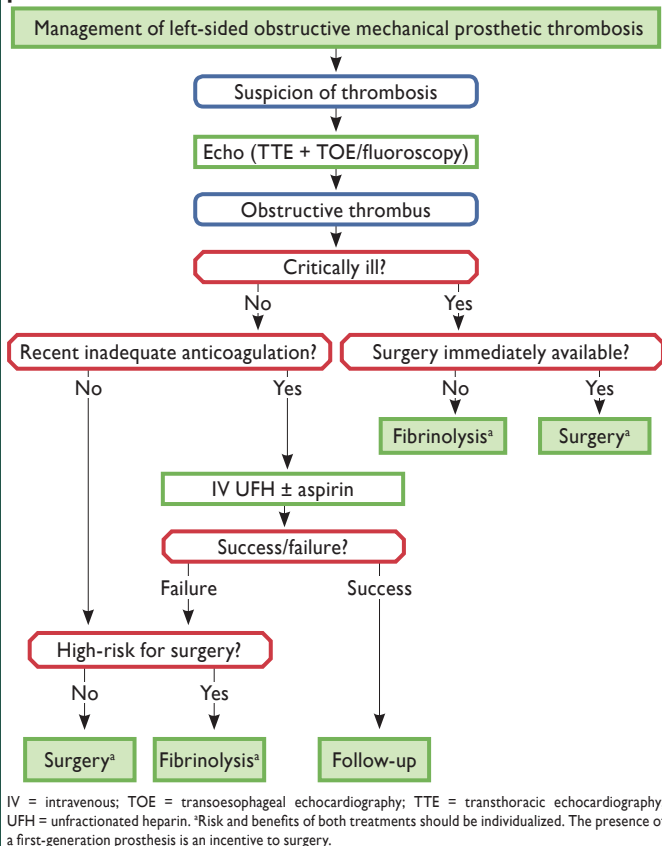 Management of left-sided obstructive mechanical prosthetic thrombosis
Suspicion of thrombosis
Echo (TTE + TOE/fluoroscopy)
Obstructive thrombus
Critically ill?
No
Yes
Recent inadequate anticoagulation?
Surgery immediately available?
No
Yes
No
Yes
Fibrinolysisᵃ
Surgeryᵃ
IV UFH ± aspirin
Success/failure?
Failure
Success
High-risk for surgery?
No
Yes
Surgeryᵃ
Fibrinolysisᵃ
Follow-up
IV = intravenous; TOE = transoesophageal echocardiography; TTE = transthoracic echocardiography
UFH = unfractionated heparin. ᵃRisk and benefits of both treatments should be individualized. The presence of
a first-generation prosthesis is an incentive to surgery.